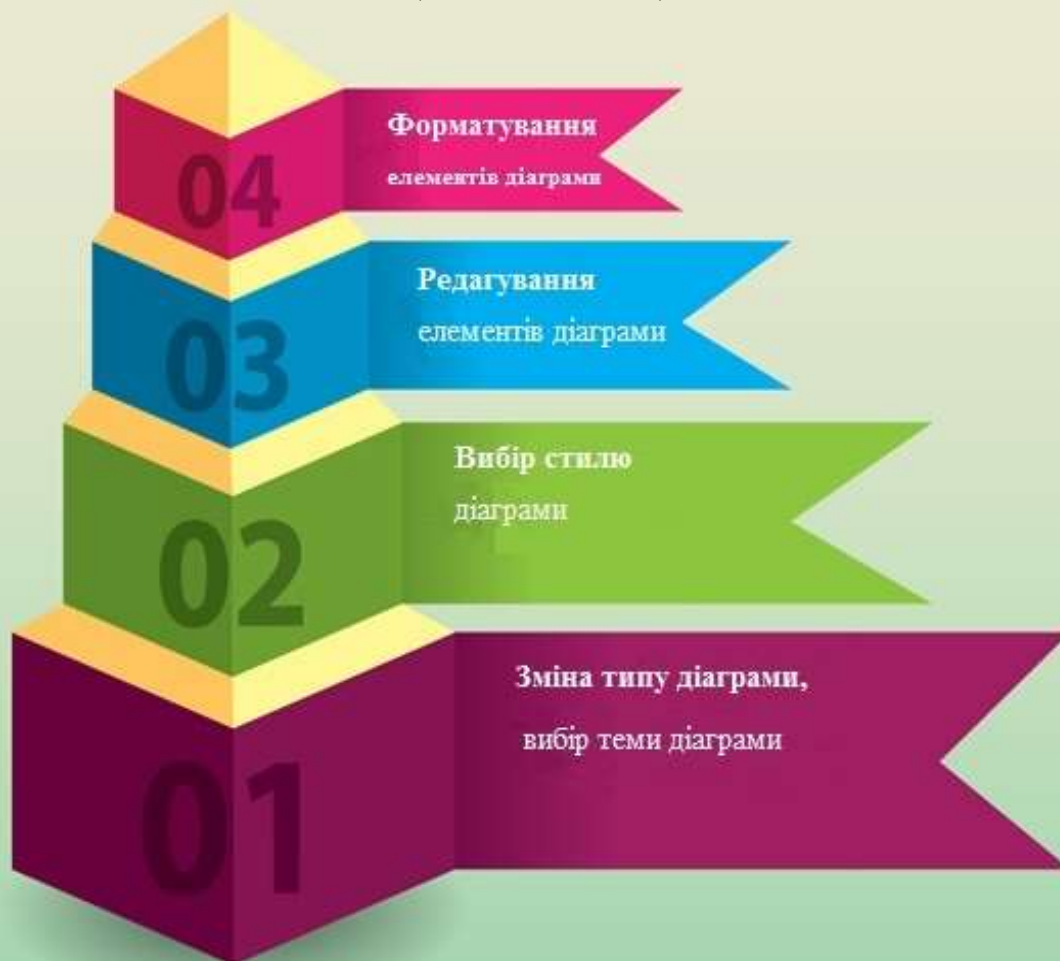 04
Форматування
елементів діаграми
03
Редагування
елементів діаграми
02
Вибір стилю
діаграми
01
Зміна типу діаграми,
вибір теми діаграми